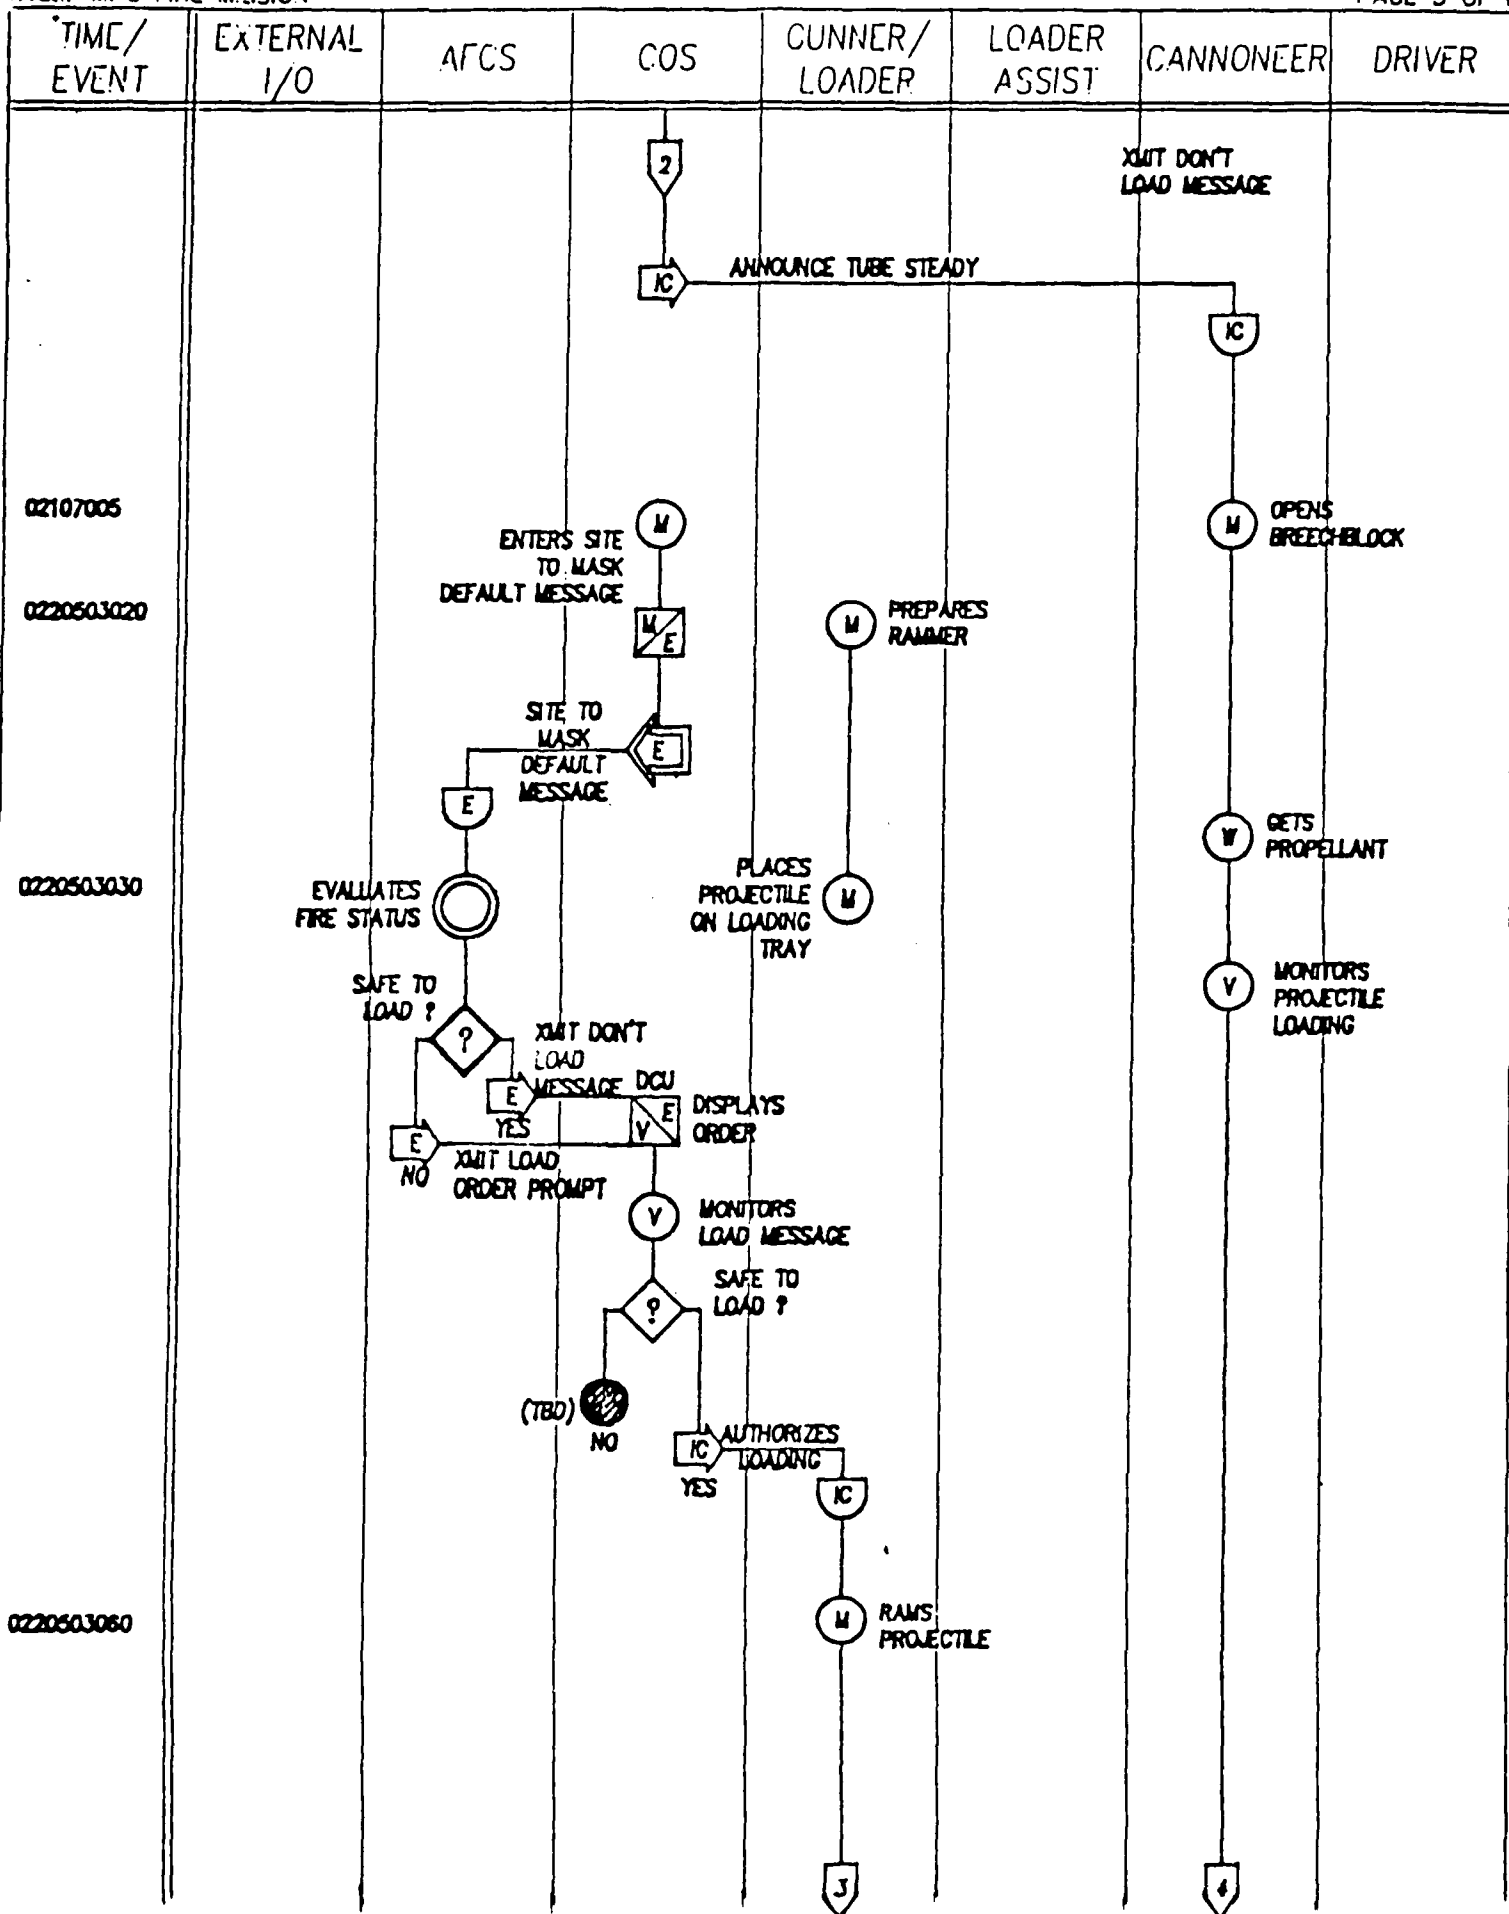 TIME/ EVENT
EXTERNAL I/O
AFCS
COS
GUNNER/ LOADER
LOADER ASSIST
CANNONEER
DRIVER
2
XMIT DON'T
LOAD MESSAGE
IC
ANNOUNCE TUBE STEADY
IC
02107005
M
ENTERS SITE
TO MASK
DEFAULT MESSAGE
M
OPENS
BREECHBLOCK
0220503020
M/E
M
PREPARES
RAMMER
SITE TO
MASK
DEFAULT
MESSAGE
E
E
W
GETS
PROPELLANT
0220503030
EVALUATES
FIRE STATUS
PLACES
PROJECTILE
ON LOADING
TRAY
M
V
MONITORS
PROJECTILE
LOADING
SAFE TO
LOAD ?
?
XMIT DON'T
LOAD
MESSAGE
E
YES
DCU
V/E
DISPLAYS
ORDER
E
NO
XMIT LOAD
ORDER PROMPT
V
MONITORS
LOAD MESSAGE
SAFE TO
LOAD ?
?
(TBD)
NO
IC
YES
AUTHORIZES
LOADING
IC
0220503060
M
RAMS
PROJECTILE
3
4